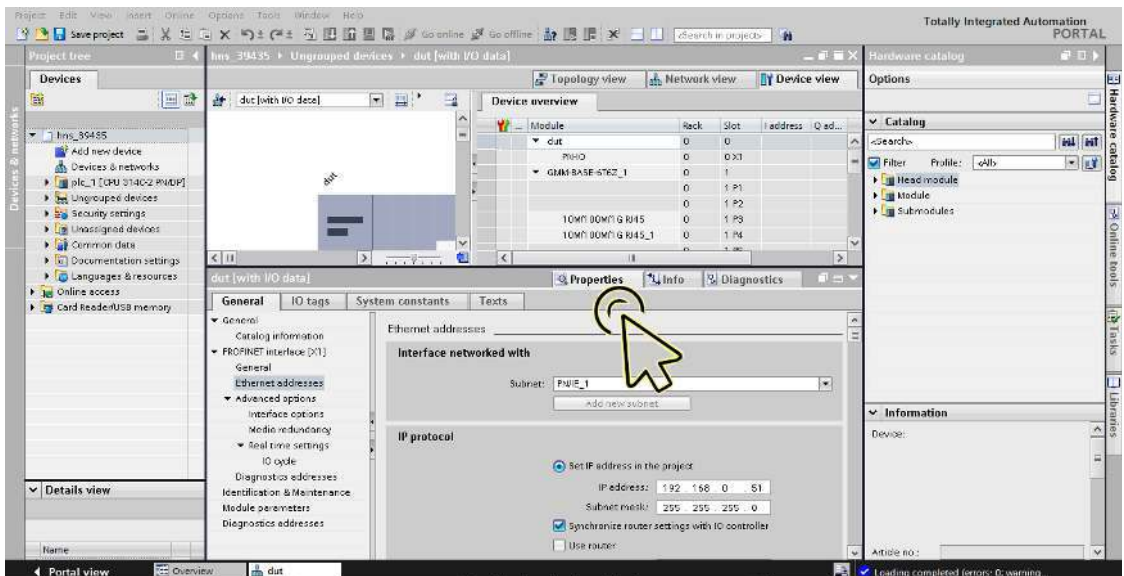 Project Edit View Insert Online Options Tools Window Help
Totally Integrated Automation
PORTAL
Save project
Go online
Go offline
<Search in project>
Project tree
hns_39435 ▸ Ungrouped devices ▸ dut [with I/O data]
Hardware catalog
Devices
Topology view
Network view
Device view
Options
dut [with I/O data]
Device overview
Module Rack Slot I address Q ad...
dut 0 0
PN-IO 0 0 X1
GMM-BASE-6T6Z_1 0 1
0 1 P1
0 1 P2
0 1 P3
0 1 P4
dut
hns_39435
Add new device
Devices & networks
plc_1 [CPU 314C-2 PN/DP]
Ungrouped devices
Security settings
Unassigned devices
Common data
Documentation settings
Languages & resources
Online access
Card Reader/USB memory
Catalog
<Search>
Filter
Profile:
<All>
Head module
Module
Submodules
dut [with I/O data]
Properties
Info
Diagnostics
General
IO tags
System constants
Texts
General
Catalog information
PROFINET interface [X1]
General
Ethernet addresses
Advanced options
Interface options
Media redundancy
Real time settings
IO cycle
Diagnostics addresses
Identification & Maintenance
Module parameters
Diagnostics addresses
Ethernet addresses
Interface networked with
Subnet: PN/IE_1
Add new subnet
IP protocol
Set IP address in the project
IP address: 192 . 168 . 0 . 51
Subnet mask: 255 . 255 . 255 . 0
Synchronize router settings with IO controller
Use router
Information
Device:
Article no.:
Details view
Name
Devices & networks
Hardware catalog
Online tools
Tasks
Libraries
Portal view
Overview
dut
Loading completed (errors: 0; warning...